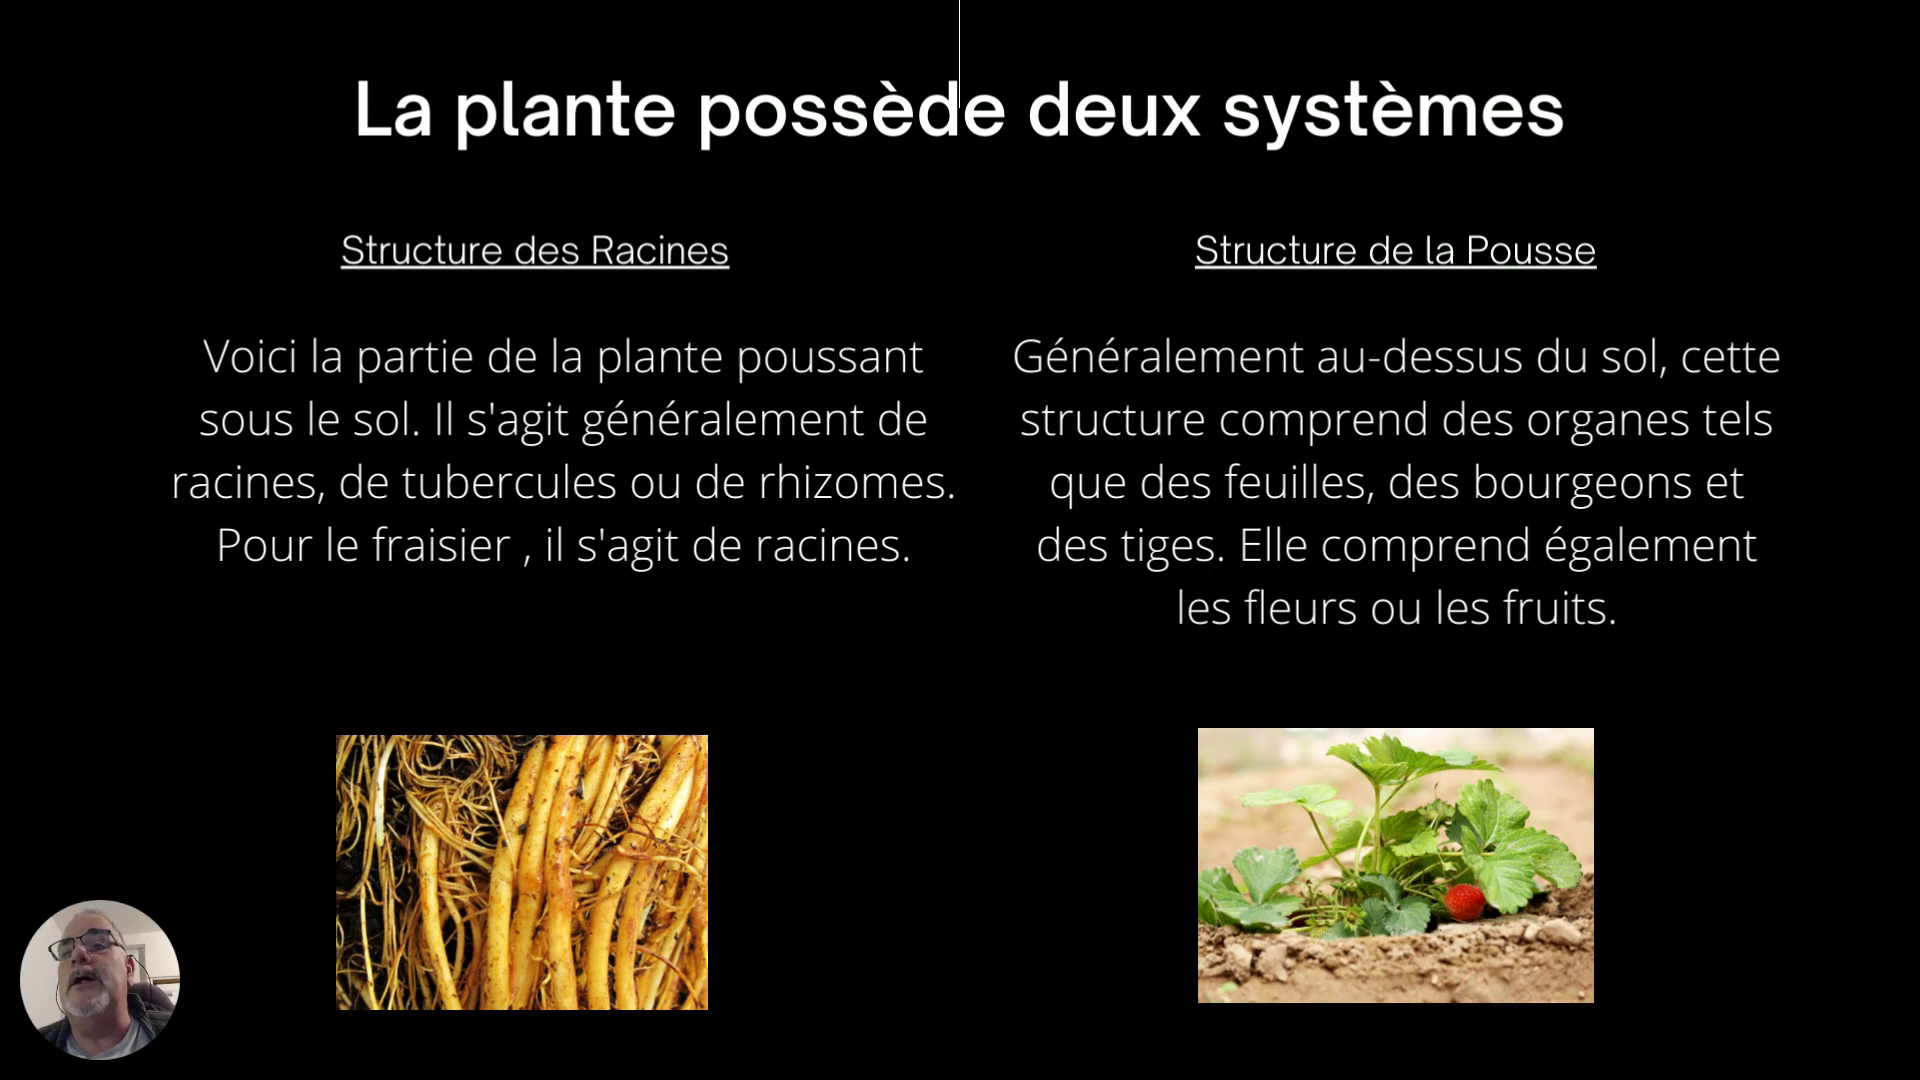 La plante possède deux systèmes
Structure des Racines
Voici la partie de la plante poussant
sous le sol. Il s'agit généralement de
racines, de tubercules ou de rhizomes.
Pour le fraisier , il s'agit de racines.
Structure de la Pousse
Généralement au-dessus du sol, cette
structure comprend des organes tels
que des feuilles, des bourgeons et
des tiges. Elle comprend également
les fleurs ou les fruits.